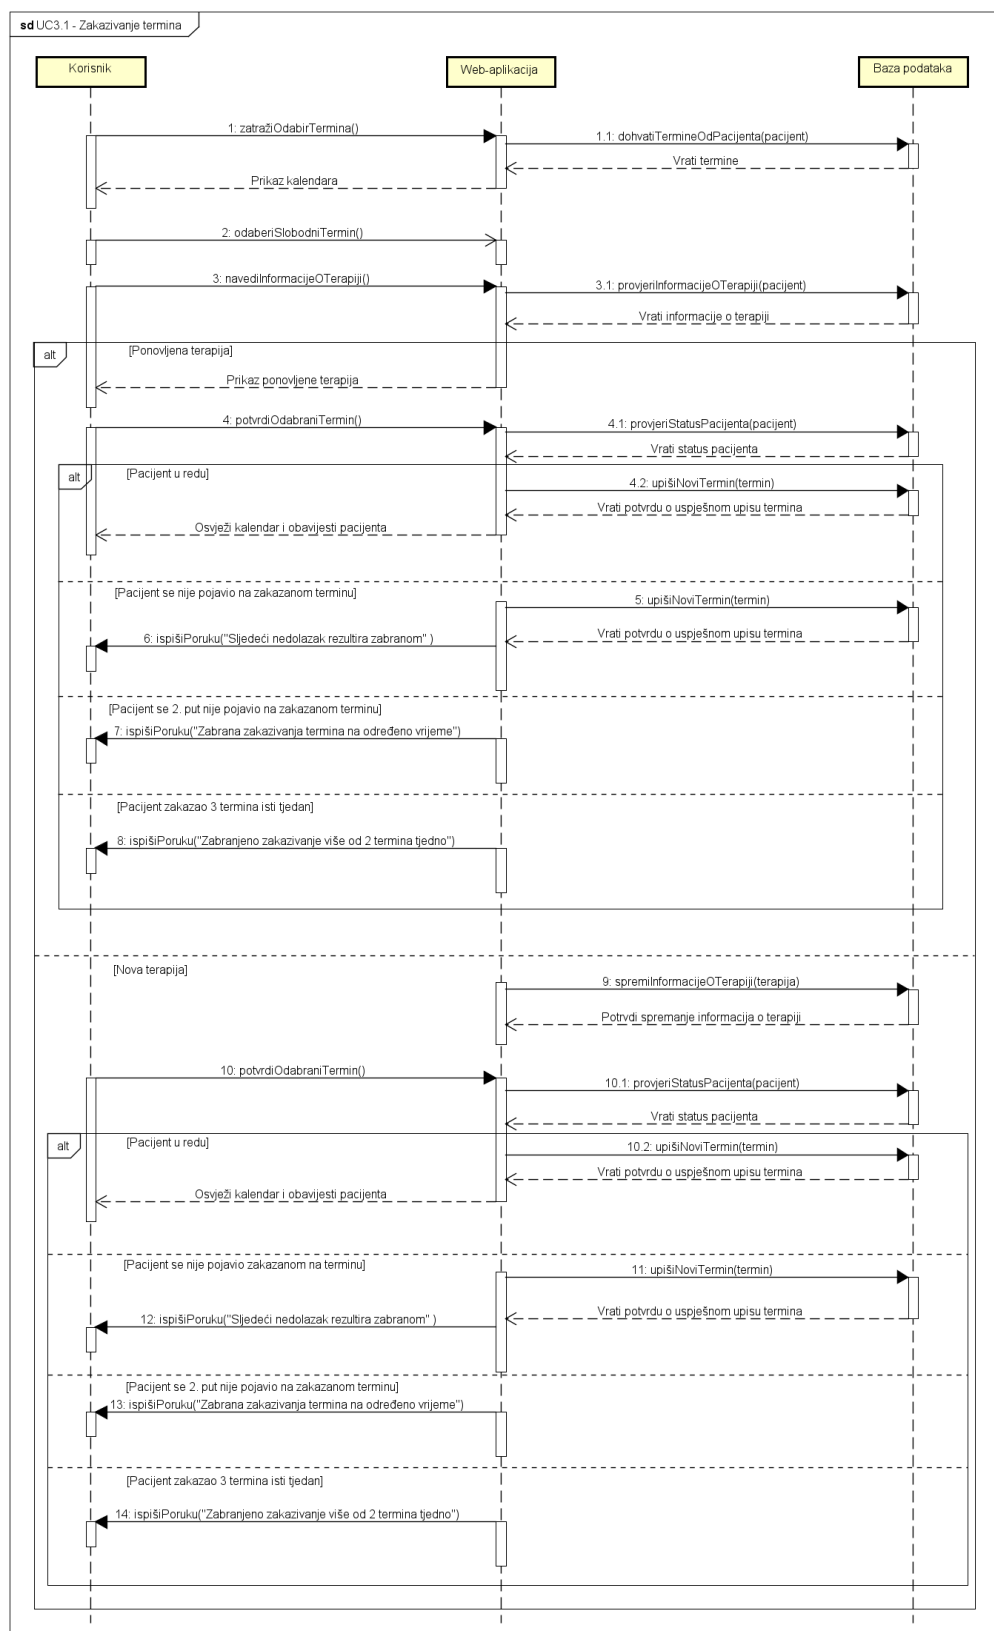 sd UC3.1 - Zakazivanje termina
Korisnik
Web-aplikacija
Baza podataka
1: zatražiOdabirTermina()
1.1: dohvatiTermineOdPacijenta(pacijent)
Vrati termine
Prikaz kalendara
2: odaberiSlobodniTermin()
3: navediInformacijeOTerapiji()
3.1: provjeriInformacijeOTerapiji(pacijent)
Vrati informacije o terapiji
alt
[Ponovljena terapija]
Prikaz ponovljene terapija
4: potvrdiOdabraniTermin()
4.1: provjeriStatusPacijenta(pacijent)
Vrati status pacijenta
alt
[Pacijent u redu]
4.2: upišiNoviTermin(termin)
Vrati potvrdu o uspješnom upisu termina
Osvježi kalendar i obavijesti pacijenta
[Pacijent se nije pojavio na zakazanom terminu]
5: upišiNoviTermin(termin)
Vrati potvrdu o uspješnom upisu termina
6: ispišiPoruku("Sljedeći nedolazak rezultira zabranom" )
[Pacijent se 2. put nije pojavio na zakazanom terminu]
7: ispišiPoruku("Zabrana zakazivanja termina na određeno vrijeme")
[Pacijent zakazao 3 termina isti tjedan]
8: ispišiPoruku("Zabranjeno zakazivanje više od 2 termina tjedno")
[Nova terapija]
9: spremiInformacijeOTerapiji(terapija)
Potrvdi spremanje informacija o terapiji
10: potvrdiOdabraniTermin()
10.1: provjeriStatusPacijenta(pacijent)
Vrati status pacijenta
alt
[Pacijent u redu]
10.2: upišiNoviTermin(termin)
Vrati potvrdu o uspješnom upisu termina
Osvježi kalendar i obavijesti pacijenta
[Pacijent se nije pojavio zakazanom na terminu]
11: upišiNoviTermin(termin)
Vrati potvrdu o uspješnom upisu termina
12: ispišiPoruku("Sljedeći nedolazak rezultira zabranom" )
[Pacijent se 2. put nije pojavio na zakazanom terminu]
13: ispišiPoruku("Zabrana zakazivanja termina na određeno vrijeme")
[Pacijent zakazao 3 termina isti tjedan]
14: ispišiPoruku("Zabranjeno zakazivanje više od 2 termina tjedno")